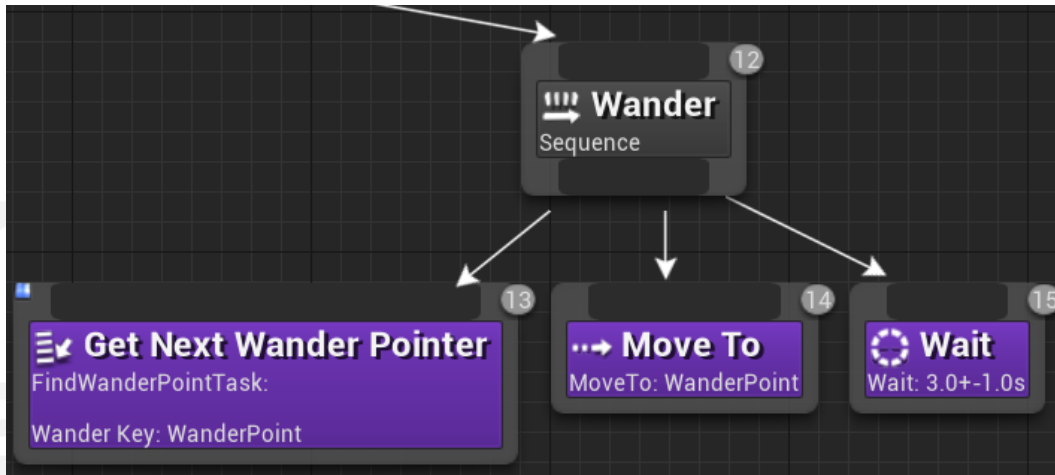 12
Wander
Sequence
13
Get Next Wander Pointer
FindWanderPointTask:
Wander Key: WanderPoint
14
Move To
MoveTo: WanderPoint
15
Wait
Wait: 3.0+-1.0s